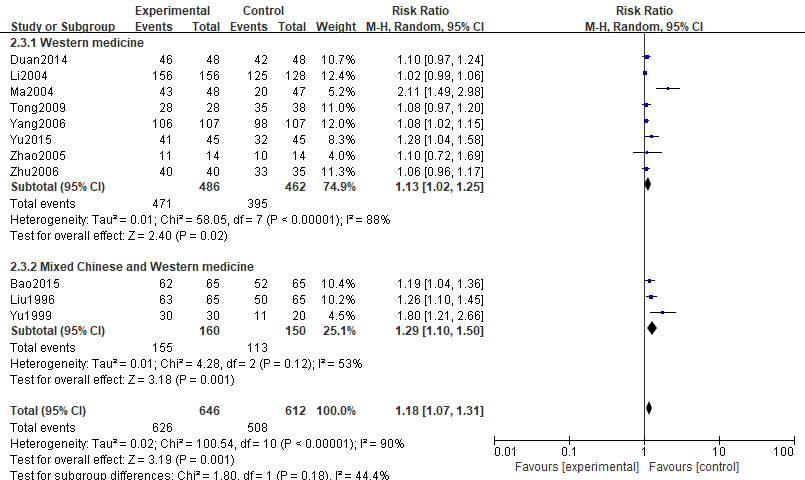 Experimental Control Risk Ratio Risk Ratio
Study or Subgroup Events Total Events Total Weight M-H, Random, 95% CI M-H, Random, 95% CI
2.3.1 Western medicine
Duan2014 46 48 42 48 10.7% 1.10 [0.97, 1.24]
Li2004 156 156 125 128 12.4% 1.02 [0.99, 1.06]
Ma2004 43 48 20 47 5.2% 2.11 [1.49, 2.98]
Tong2009 28 28 35 38 11.0% 1.08 [0.97, 1.20]
Yang2006 106 107 98 107 12.0% 1.08 [1.02, 1.15]
Yu2015 41 45 32 45 8.3% 1.28 [1.04, 1.58]
Zhao2005 11 14 10 14 4.0% 1.10 [0.72, 1.69]
Zhu2006 40 40 33 35 11.3% 1.06 [0.96, 1.17]
Subtotal (95% CI) 486 462 74.9% 1.13 [1.02, 1.25]
Total events 471 395
Heterogeneity: Tau² = 0.01; Chi² = 58.05, df = 7 (P < 0.00001); I² = 88%
Test for overall effect: Z = 2.40 (P = 0.02)
2.3.2 Mixed Chinese and Western medicine
Bao2015 62 65 52 65 10.4% 1.19 [1.04, 1.36]
Liu1996 63 65 50 65 10.2% 1.26 [1.10, 1.45]
Yu1999 30 30 11 20 4.5% 1.80 [1.21, 2.66]
Subtotal (95% CI) 160 150 25.1% 1.29 [1.10, 1.50]
Total events 155 113
Heterogeneity: Tau² = 0.01; Chi² = 4.28, df = 2 (P = 0.12); I² = 53%
Test for overall effect: Z = 3.18 (P = 0.001)
Total (95% CI) 646 612 100.0% 1.18 [1.07, 1.31]
Total events 626 508
Heterogeneity: Tau² = 0.02; Chi² = 100.54, df = 10 (P < 0.00001); I² = 90%
Test for overall effect: Z = 3.19 (P = 0.001)
Test for subgroup differences: Chi² = 1.80, df = 1 (P = 0.18), I² = 44.4%
0.01 0.1 1 10 100
Favours [experimental] Favours [control]